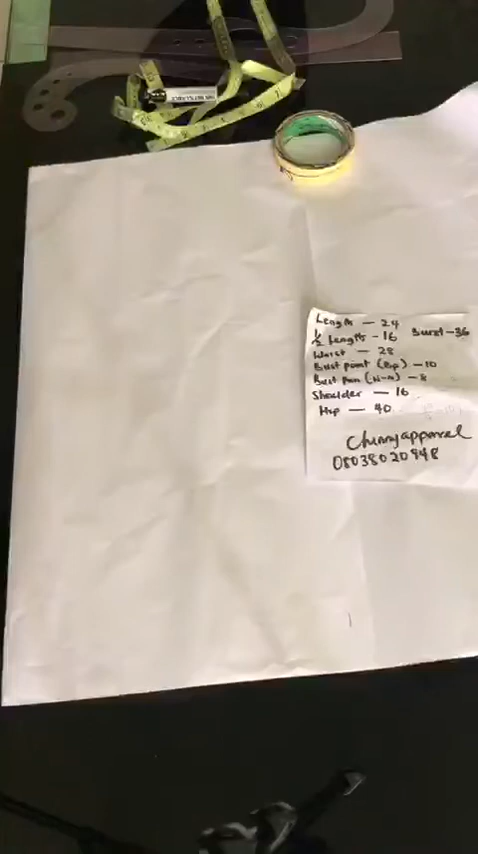 Length — 24
½ Length - 16 Burst - 36
Waist — 28
Bust point (Bp) — 10
Bust Pan (N-N) — 8
Shoulder — 16
Hip — 40
Chunnyapparel
08038020948